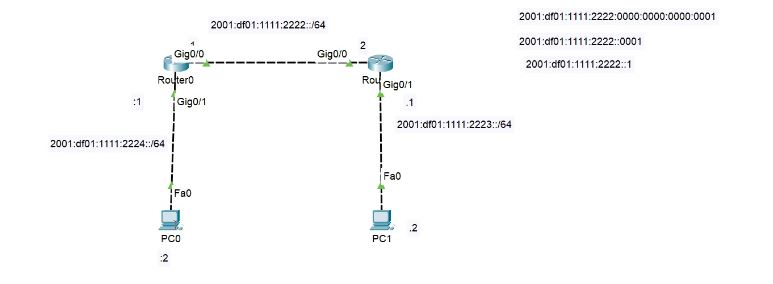 2001:df01:1111:2222::/64
2001:df01:1111:2222:0000:0000:0000:0001
2001:df01:1111:2222::0001
2001:df01:1111:2222::1
.1
Gig0/0
Gig0/0
2
Router0
Rou
:1
Gig0/1
Gig0/1
.1
2001:df01:1111:2224::/64
2001:df01:1111:2223::/64
Fa0
Fa0
PC0
PC1
.2
:2